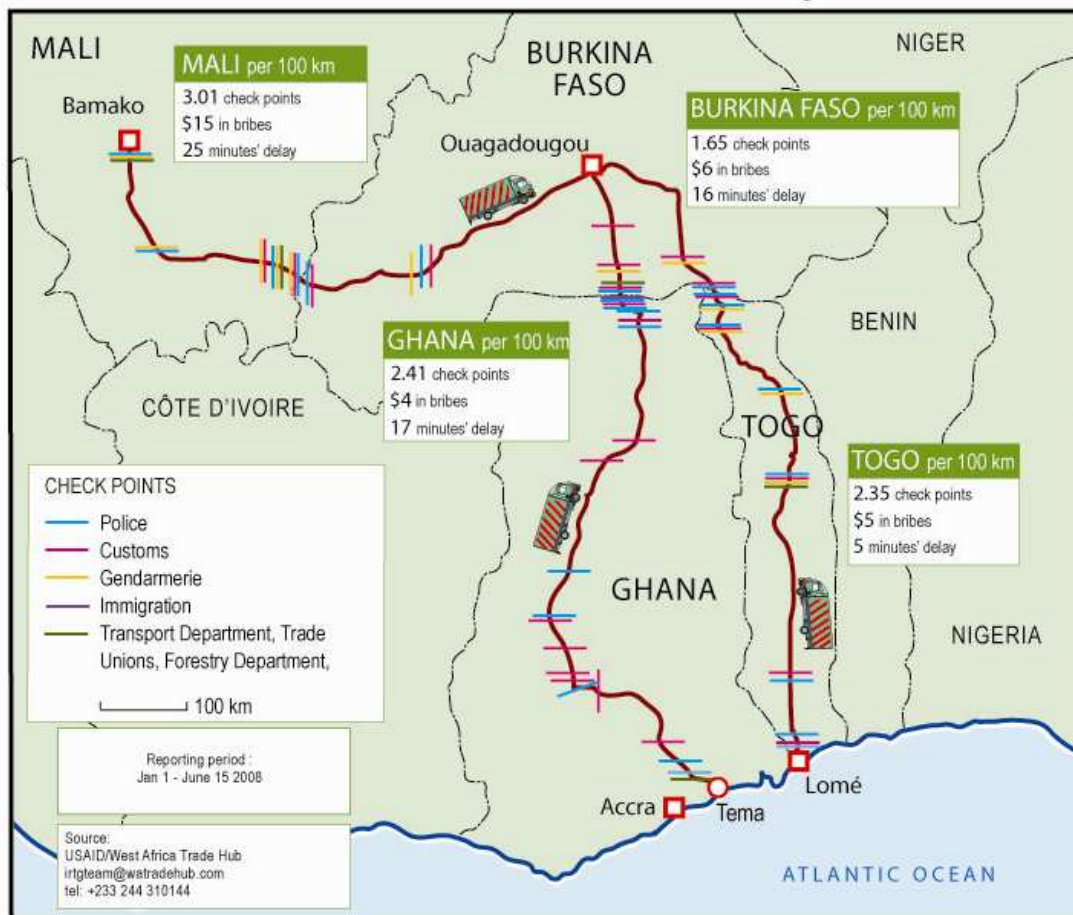 MALI
BURKINA
FASO
NIGER
MALI per 100 km
3.01 check points
$15 in bribes
25 minutes' delay
Bamako
Ouagadougou
BURKINA FASO per 100 km
1.65 check points
$6 in bribes
16 minutes' delay
GHANA per 100 km
2.41 check points
$4 in bribes
17 minutes' delay
BENIN
CÔTE D'IVOIRE
TOGO
TOGO per 100 km
2.35 check points
$5 in bribes
5 minutes' delay
CHECK POINTS
Police
Customs
Gendarmerie
Immigration
Transport Department, Trade
Unions, Forestry Department,
100 km
GHANA
NIGERIA
Reporting period :
Jan 1 - June 15 2008
Accra
Tema
Lomé
Source:
USAID/West Africa Trade Hub
irtgteam@watradehub.com
tel: +233 244 310144
ATLANTIC OCEAN